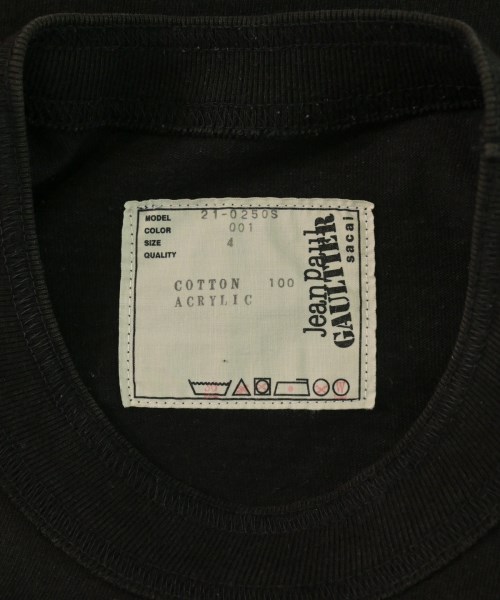 MODEL 21-0250S
COLOR 001
SIZE 4
QUALITY
COTTON 100
ACRYLIC
Jean Paul
GAULTIER
sacai